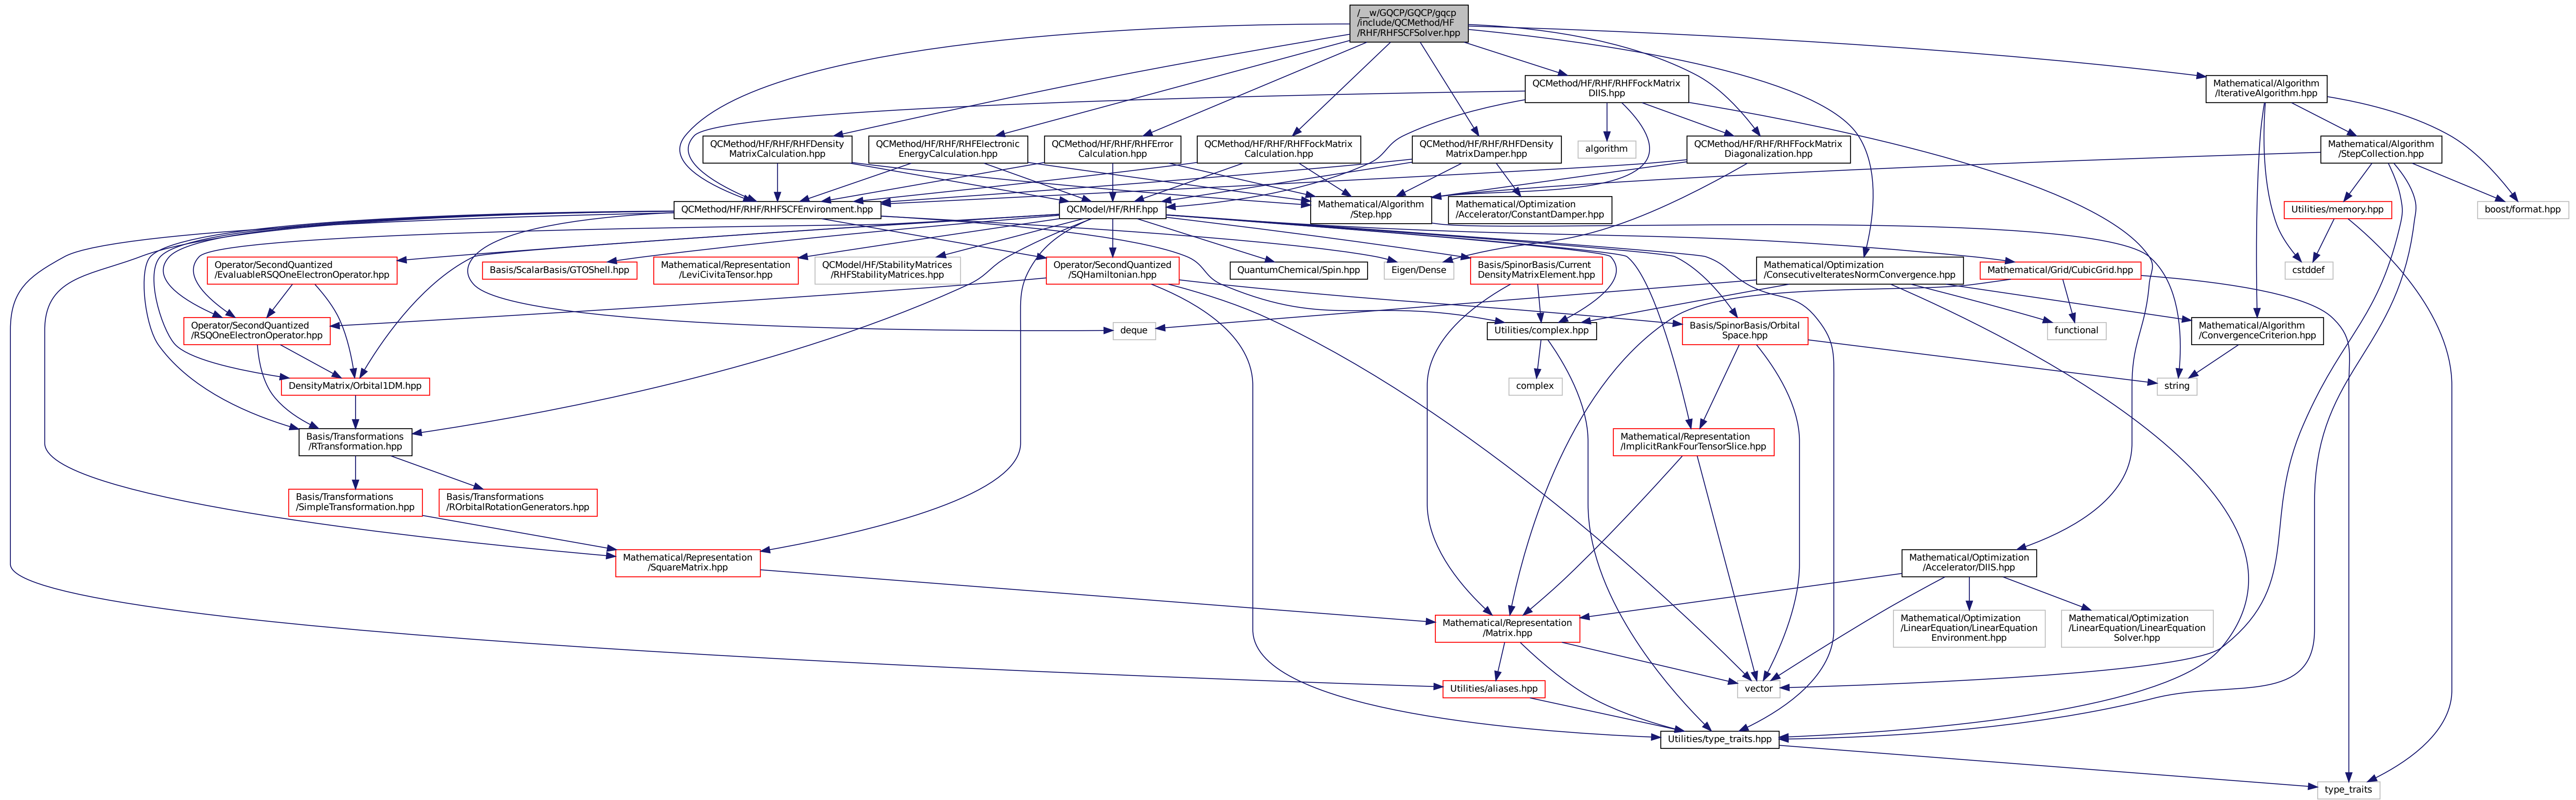 /__w/GQCP/GQCP/gqcp
/include/QCMethod/HF
/RHF/RHFSCFSolver.hpp
QCMethod/HF/RHF/RHFFockMatrix
DIIS.hpp
Mathematical/Algorithm
/IterativeAlgorithm.hpp
QCMethod/HF/RHF/RHFDensity
MatrixCalculation.hpp
QCMethod/HF/RHF/RHFElectronic
EnergyCalculation.hpp
QCMethod/HF/RHF/RHFError
Calculation.hpp
QCMethod/HF/RHF/RHFFockMatrix
Calculation.hpp
QCMethod/HF/RHF/RHFDensity
MatrixDamper.hpp
algorithm
QCMethod/HF/RHF/RHFFockMatrix
Diagonalization.hpp
Mathematical/Algorithm
/StepCollection.hpp
QCMethod/HF/RHF/RHFSCFEnvironment.hpp
QCModel/HF/RHF.hpp
Mathematical/Algorithm
/Step.hpp
Mathematical/Optimization
/Accelerator/ConstantDamper.hpp
Utilities/memory.hpp
boost/format.hpp
Operator/SecondQuantized
/EvaluableRSQOneElectronOperator.hpp
Basis/ScalarBasis/GTOShell.hpp
Mathematical/Representation
/LeviCivitaTensor.hpp
QCModel/HF/StabilityMatrices
/RHFStabilityMatrices.hpp
Operator/SecondQuantized
/SQHamiltonian.hpp
QuantumChemical/Spin.hpp
Eigen/Dense
Basis/SpinorBasis/Current
DensityMatrixElement.hpp
Mathematical/Optimization
/ConsecutiveIteratesNormConvergence.hpp
Mathematical/Grid/CubicGrid.hpp
cstddef
Operator/SecondQuantized
/RSQOneElectronOperator.hpp
deque
Utilities/complex.hpp
Basis/SpinorBasis/Orbital
Space.hpp
functional
Mathematical/Algorithm
/ConvergenceCriterion.hpp
DensityMatrix/Orbital1DM.hpp
complex
string
Basis/Transformations
/RTransformation.hpp
Mathematical/Representation
/ImplicitRankFourTensorSlice.hpp
Basis/Transformations
/SimpleTransformation.hpp
Basis/Transformations
/ROrbitalRotationGenerators.hpp
Mathematical/Representation
/SquareMatrix.hpp
Mathematical/Optimization
/Accelerator/DIIS.hpp
Mathematical/Representation
/Matrix.hpp
Mathematical/Optimization
/LinearEquation/LinearEquation
Environment.hpp
Mathematical/Optimization
/LinearEquation/LinearEquation
Solver.hpp
Utilities/aliases.hpp
vector
Utilities/type_traits.hpp
type_traits